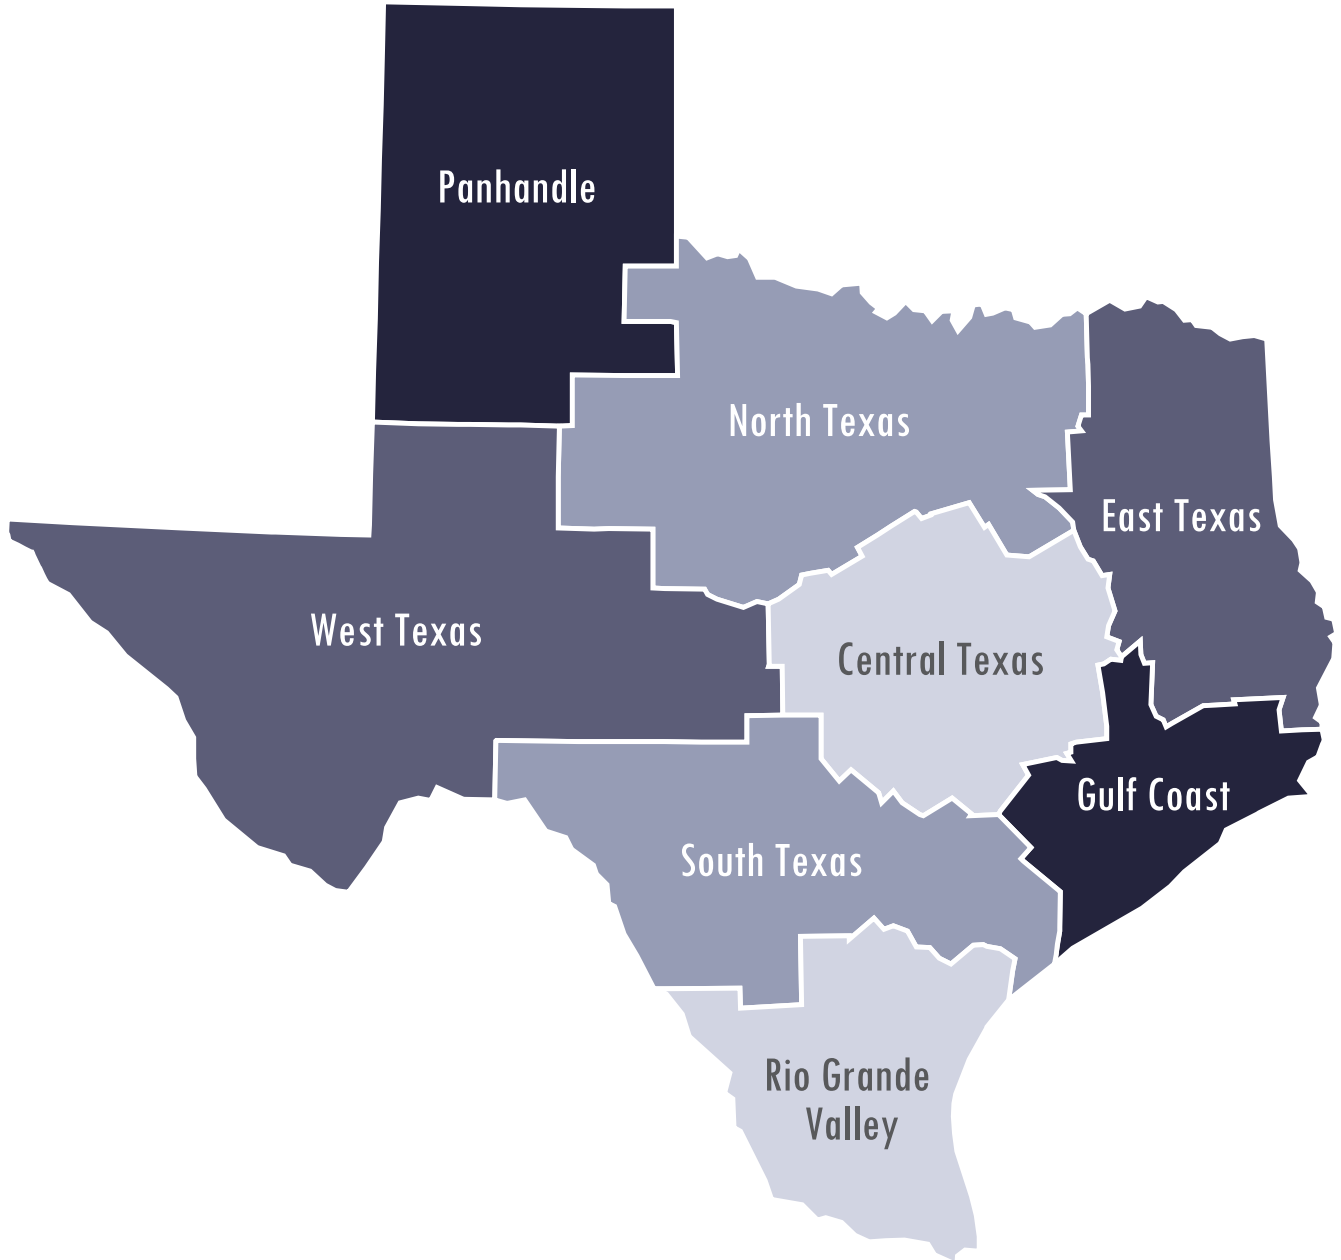 Panhandle
North Texas
East Texas
West Texas
Central Texas
Gulf Coast
South Texas
Rio Grande
Valley